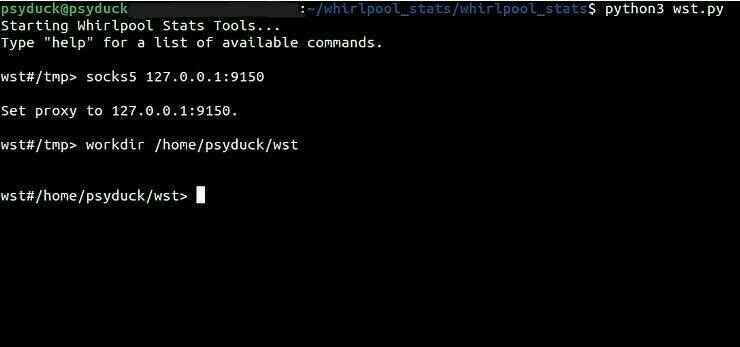 psyduck@psyduck :~/whirlpool_stats/whirlpool_stats$ python3 wst.py
Starting Whirlpool Stats Tools...
Type "help" for a list of available commands.
wst#/tmp> socks5 127.0.0.1:9150
Set proxy to 127.0.0.1:9150.
wst#/tmp> workdir /home/psyduck/wst
wst#/home/psyduck/wst>